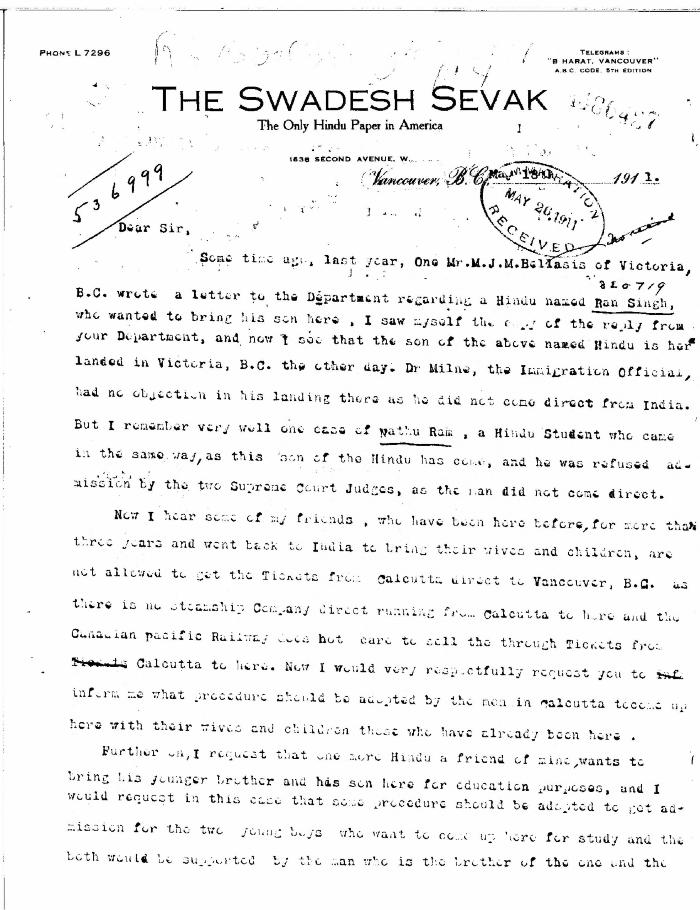 PHONE L 7296
TELEGRAMS:
"BHARAT, VANCOUVER"
A.B.C. CODE, 5TH EDITION
THE SWADESH SEVAK
The Only Hindu Paper in America
1638 SECOND AVENUE, W.
536999
Vancouver, B.C. 1911.
IMMIGRATION
MAY 26 1911
RECEIVED
Dear Sir,
Some time ago, last year, One Mr.M.J.M.Bellasis of Victoria,
820719
B.C. wrote a letter to the Department regarding a Hindu named Ran Singh,
who wanted to bring his son here , I saw myself the copy of the reply from
your Department, and now I see that the son of the above named Hindu is here
landed in Victoria, B.C. the other day. Dr Milne, the Immigration Official,
had no objection in his landing there as he did not come direct from India.
But I remember very well one case of Nathu Ram , a Hindu Student who came
in the same way, as this son of the Hindu has come, and he was refused ad-
mission by the two Supreme Court Judges, as the man did not come direct.
Now I hear some of my friends , who have been here before, for more than
three years and went back to India to bring their wives and children, are
not allowed to get the Tickets from Calcutta direct to Vancouver, B.C. as
there is no steamship Company direct running from Calcutta to here and the
Canadian pacific Railway does not care to sell the through Tickets from
Calcutta to here. Now I would very respectfully request you to
inform me what procedure should be adopted by the men in Calcutta tocome up
here with their wives and children those who have already been here .
Further on, I request that one more Hindu a friend of mine, wants to
bring his younger brother and his son here for education purposes, and I
would request in this case that some procedure should be adopted to get ad-
mission for the two young boys who want to come up here for study and the
both would be supported by the man who is the brother of the one and the